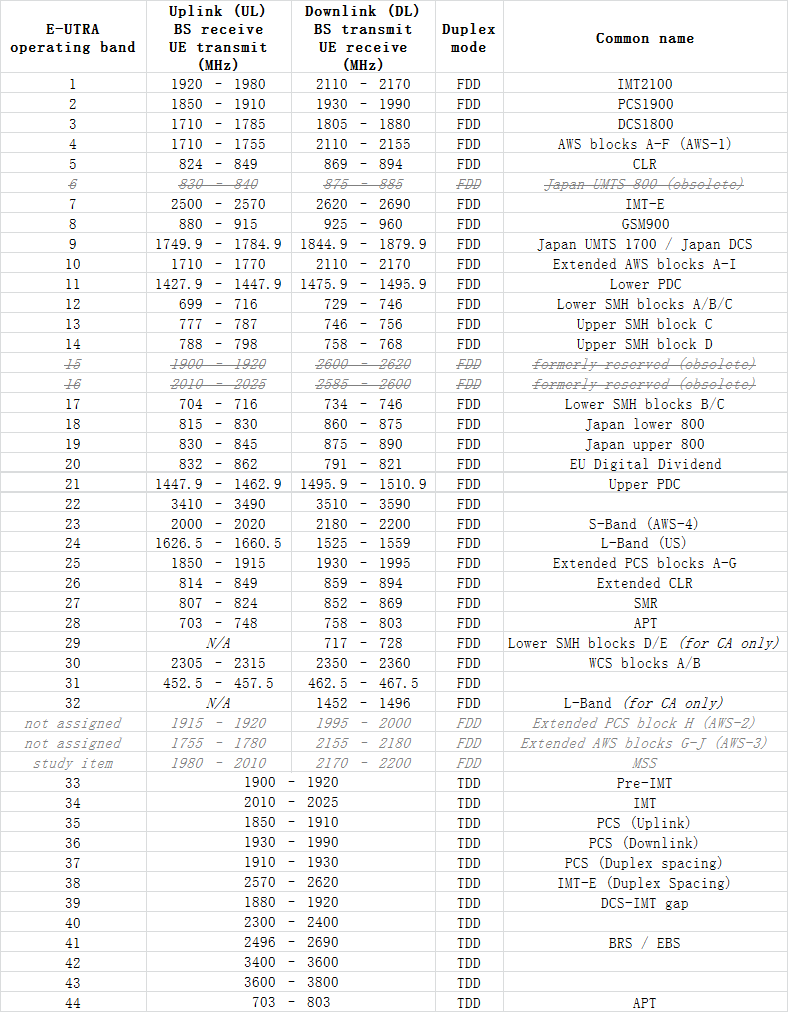 E-UTRA operating band Uplink (UL) BS receive UE transmit (MHz) Downlink (DL) BS transmit UE receive (MHz) Duplex mode Common name
1 1920 - 1980 2110 - 2170 FDD IMT2100
2 1850 - 1910 1930 - 1990 FDD PCS1900
3 1710 - 1785 1805 - 1880 FDD DCS1800
4 1710 - 1755 2110 - 2155 FDD AWS blocks A-F (AWS-1)
5 824 - 849 869 - 894 FDD CLR
6 830 - 840 875 - 885 FDD Japan UMTS 800 (obsolete)
7 2500 - 2570 2620 - 2690 FDD IMT-E
8 880 - 915 925 - 960 FDD GSM900
9 1749.9 - 1784.9 1844.9 - 1879.9 FDD Japan UMTS 1700 / Japan DCS
10 1710 - 1770 2110 - 2170 FDD Extended AWS blocks A-I
11 1427.9 - 1447.9 1475.9 - 1495.9 FDD Lower PDC
12 699 - 716 729 - 746 FDD Lower SMH blocks A/B/C
13 777 - 787 746 - 756 FDD Upper SMH block C
14 788 - 798 758 - 768 FDD Upper SMH block D
15 1900 - 1920 2600 - 2620 FDD formerly reserved (obsolete)
16 2010 - 2025 2585 - 2600 FDD formerly reserved (obsolete)
17 704 - 716 734 - 746 FDD Lower SMH blocks B/C
18 815 - 830 860 - 875 FDD Japan lower 800
19 830 - 845 875 - 890 FDD Japan upper 800
20 832 - 862 791 - 821 FDD EU Digital Dividend
21 1447.9 - 1462.9 1495.9 - 1510.9 FDD Upper PDC
22 3410 - 3490 3510 - 3590 FDD
23 2000 - 2020 2180 - 2200 FDD S-Band (AWS-4)
24 1626.5 - 1660.5 1525 - 1559 FDD L-Band (US)
25 1850 - 1915 1930 - 1995 FDD Extended PCS blocks A-G
26 814 - 849 859 - 894 FDD Extended CLR
27 807 - 824 852 - 869 FDD SMR
28 703 - 748 758 - 803 FDD APT
29 N/A 717 - 728 FDD Lower SMH blocks D/E (for CA only)
30 2305 - 2315 2350 - 2360 FDD WCS blocks A/B
31 452.5 - 457.5 462.5 - 467.5 FDD
32 N/A 1452 - 1496 FDD L-Band (for CA only)
not assigned 1915 - 1920 1995 - 2000 FDD Extended PCS block H (AWS-2)
not assigned 1755 - 1780 2155 - 2180 FDD Extended AWS blocks G-J (AWS-3)
study item 1980 - 2010 2170 - 2200 FDD MSS
33 1900 - 1920 TDD Pre-IMT
34 2010 - 2025 TDD IMT
35 1850 - 1910 TDD PCS (Uplink)
36 1930 - 1990 TDD PCS (Downlink)
37 1910 - 1930 TDD PCS (Duplex spacing)
38 2570 - 2620 TDD IMT-E (Duplex Spacing)
39 1880 - 1920 TDD DCS-IMT gap
40 2300 - 2400 TDD
41 2496 - 2690 TDD BRS / EBS
42 3400 - 3600 TDD
43 3600 - 3800 TDD
44 703 - 803 TDD APT